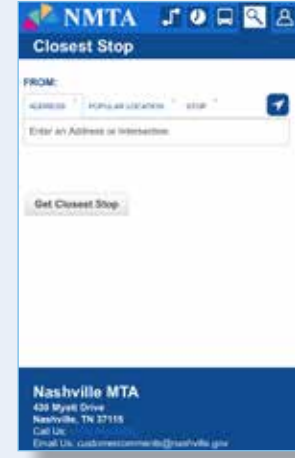 NMTA
Closest Stop
FROM:
ADDRESS POPULAR LOCATION STOP
Enter an Address or Intersection
Get Closest Stop
Nashville MTA
430 Myatt Drive
Nashville, TN 37115
Call Us:
Email Us: customercomments@nashville.gov